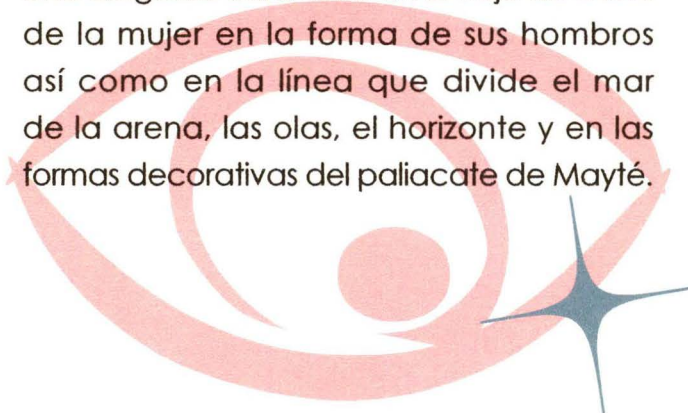 de la mujer en la forma de sus hombros
así como en la línea que divide el mar
de la arena, las olas, el horizonte y en las
formas decorativas del paliacate de Mayté.